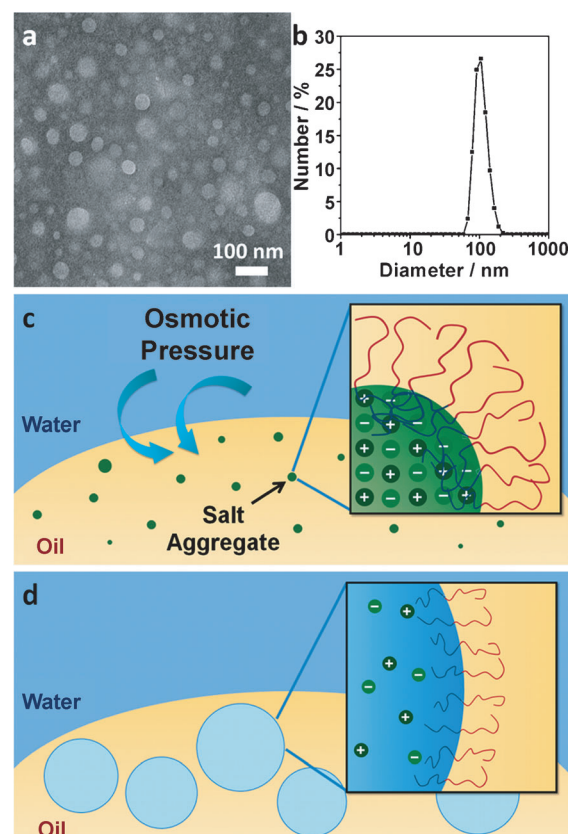 a
100 nm
b
Number / %
30
25
20
15
10
5
0
1
10
100
1000
Diameter / nm
c
Osmotic
Pressure
Water
Salt
Aggregate
Oil
d
Water
Oil